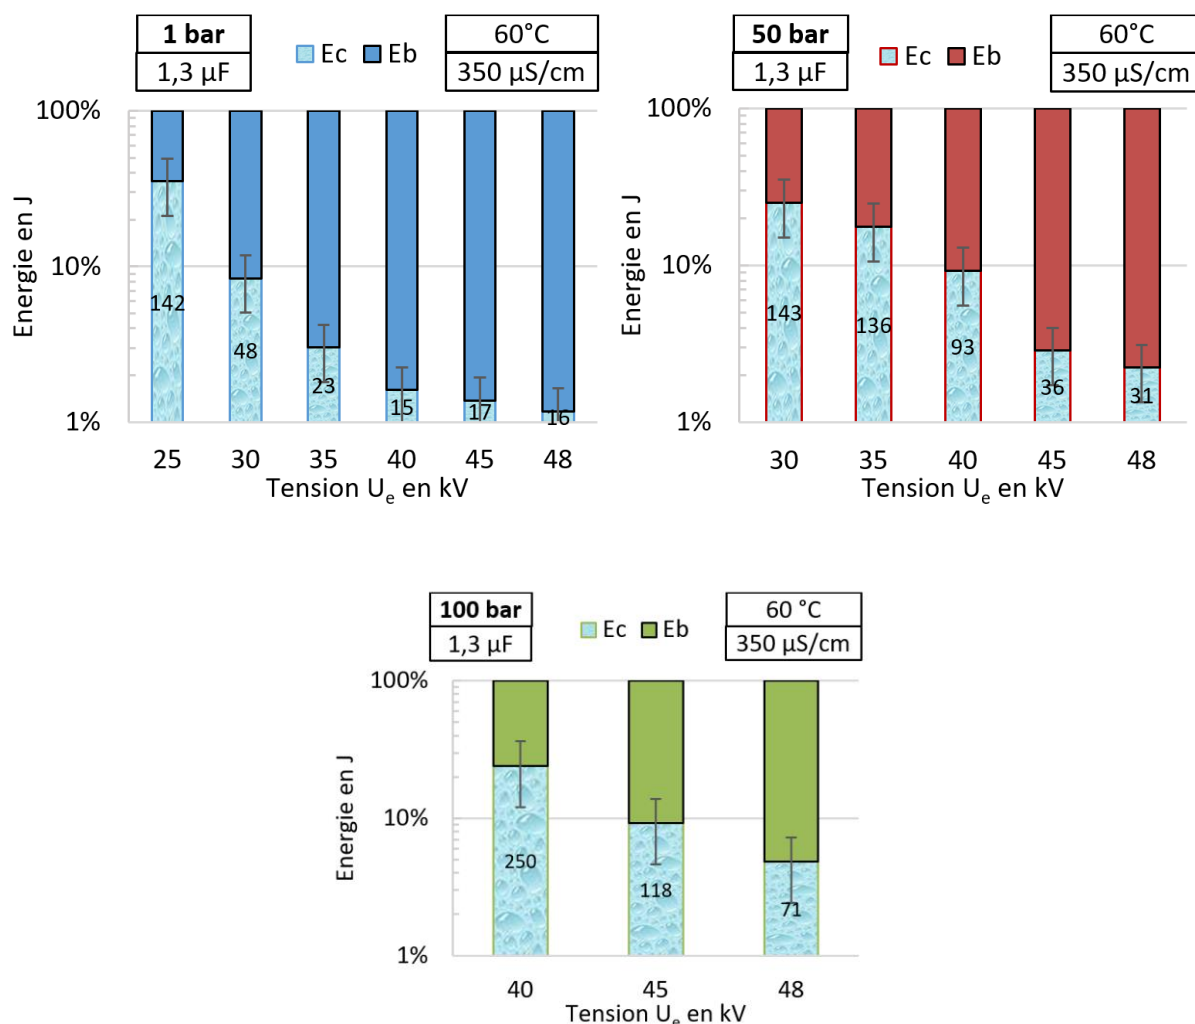 1 bar
1,3 µF
Ec Eb
60°C
350 µS/cm
100%
10%
1%
Energie en J
142
48
23
15
17
16
25 30 35 40 45 48
Tension Ue en kV
50 bar
1,3 µF
Ec Eb
60°C
350 µS/cm
100%
10%
1%
Energie en J
143
136
93
36
31
30 35 40 45 48
Tension Ue en kV
100 bar
1,3 µF
Ec Eb
60 °C
350 µS/cm
100%
10%
1%
Energie en J
250
118
71
40 45 48
Tension Ue en kV